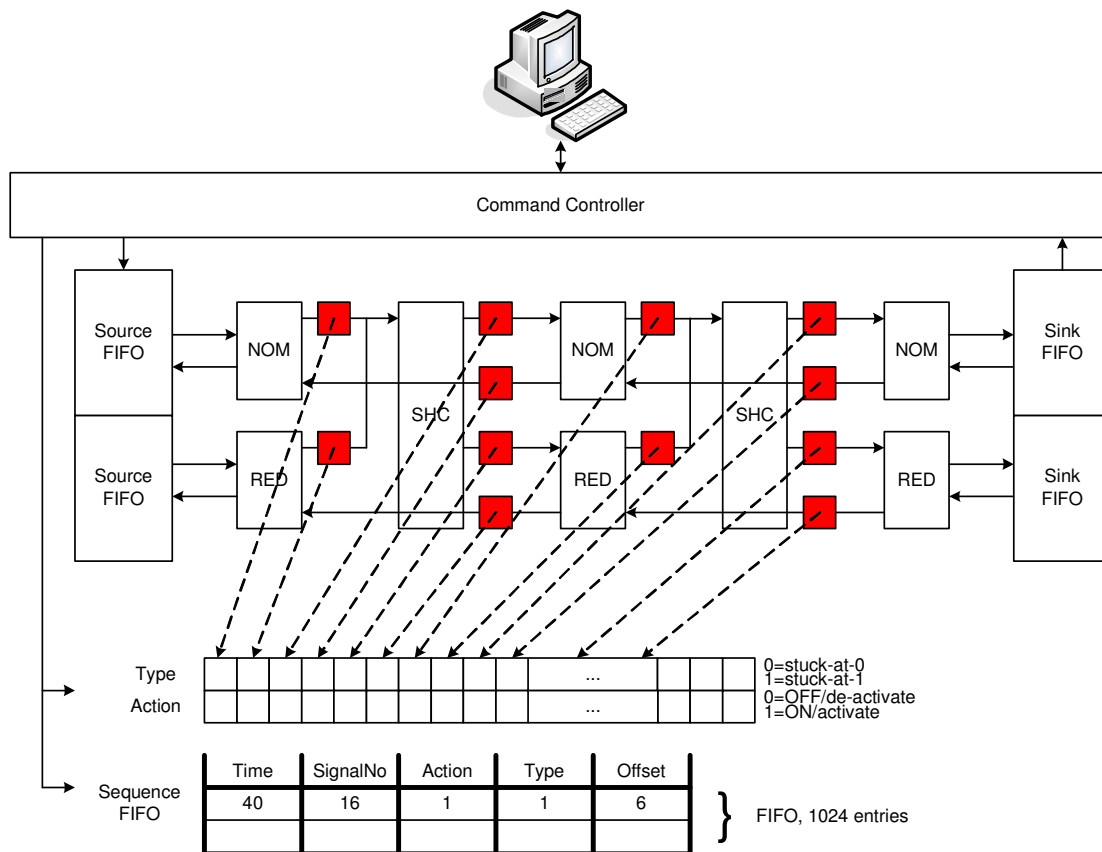 Command Controller
Source
FIFO
NOM
NOM
NOM
Sink
FIFO
SHC
SHC
Source
FIFO
RED
RED
RED
Sink
FIFO
Type
...
0=stuck-at-0
1=stuck-at-1
Action
...
0=OFF/de-activate
1=ON/activate
Sequence
FIFO
Time SignalNo Action Type Offset
40 16 1 1 6
} FIFO, 1024 entries